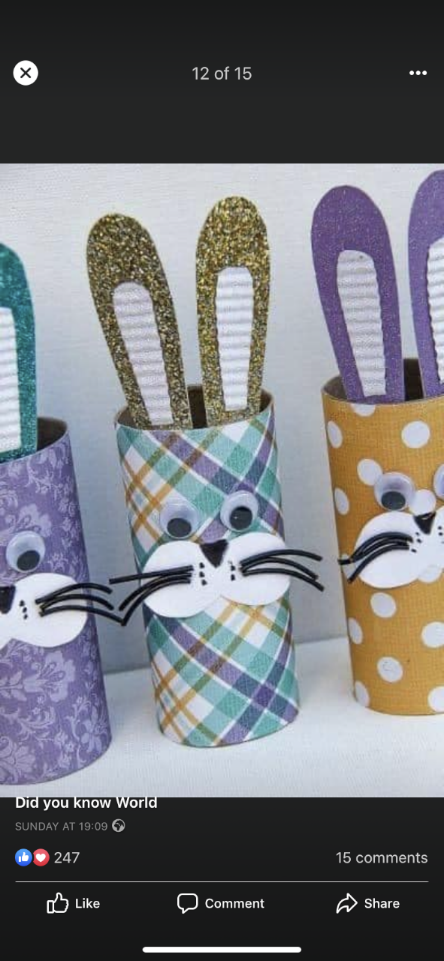 12 of 15
Did you know World
SUNDAY AT 19:09
247
15 comments
Like
Comment
Share